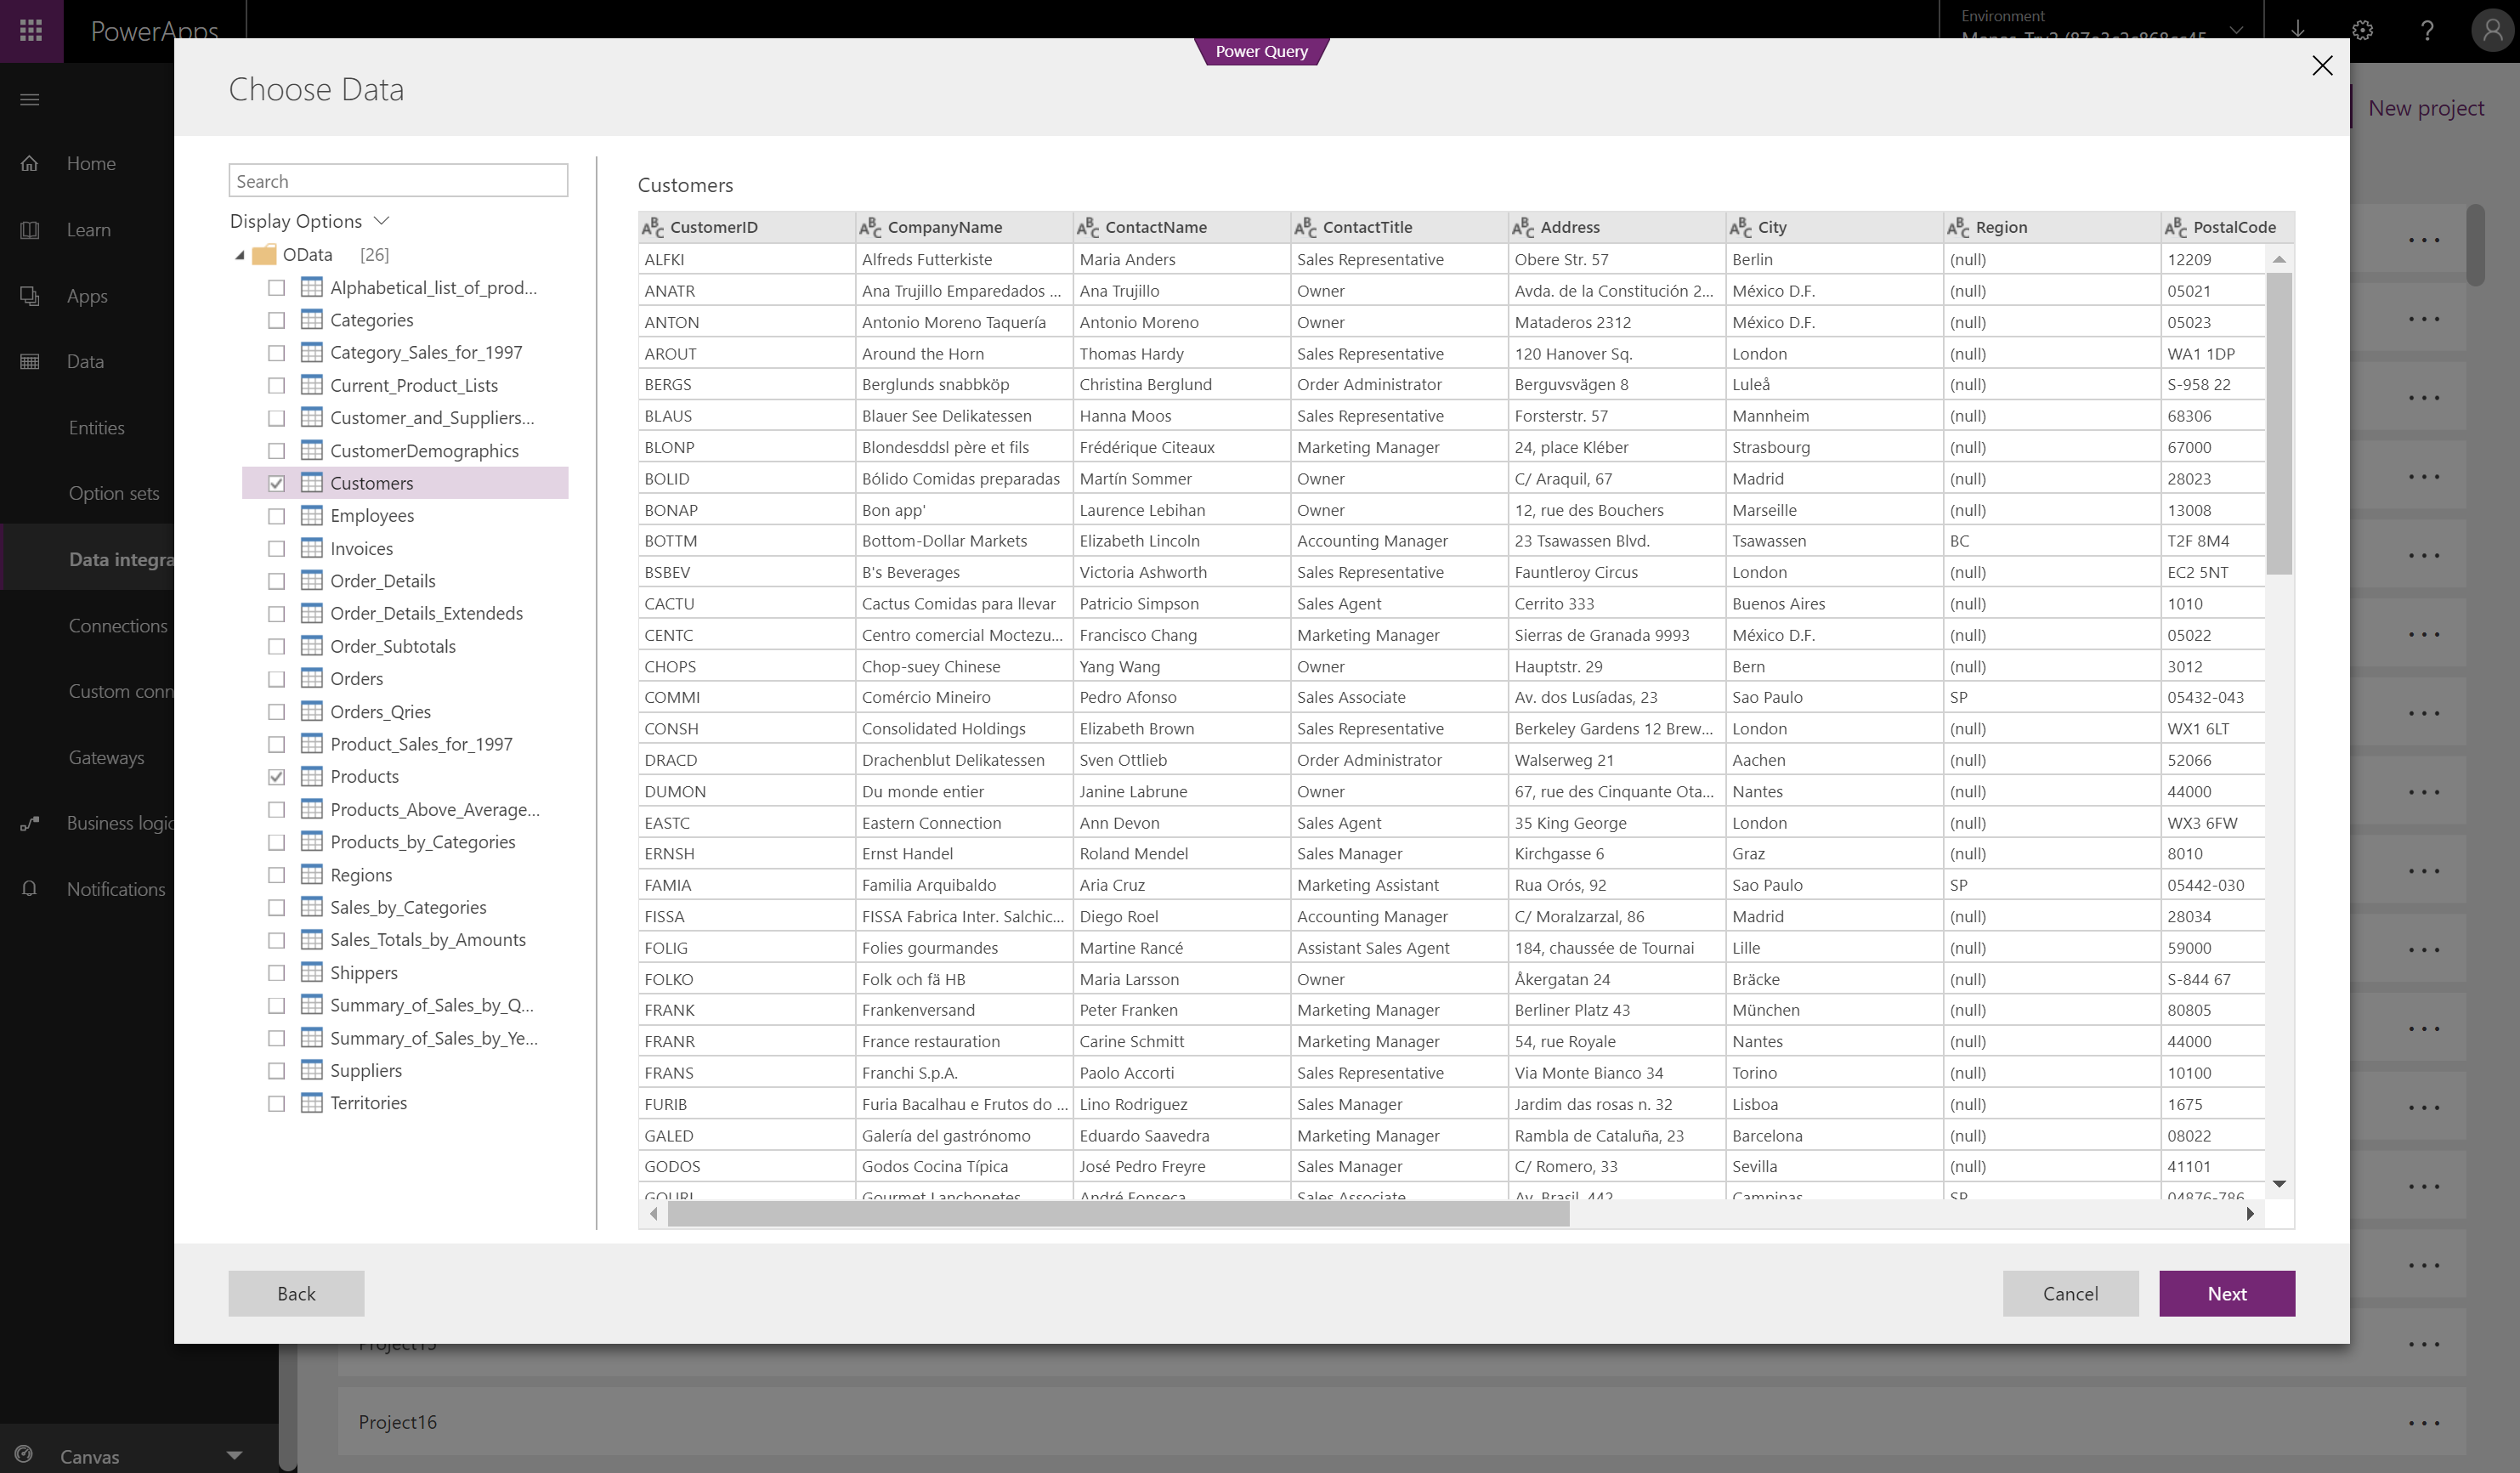 PowerApps
Environment
Power Query
Choose Data
New project
Home
Learn
Apps
Data
Entities
Option sets
Data integra
Connections
Custom conn
Gateways
Business logic
Notifications
Canvas
Search
Display Options
OData [26]
Alphabetical_list_of_prod...
Categories
Category_Sales_for_1997
Current_Product_Lists
Customer_and_Suppliers...
CustomerDemographics
Customers
Employees
Invoices
Order_Details
Order_Details_Extendeds
Order_Subtotals
Orders
Orders_Qries
Product_Sales_for_1997
Products
Products_Above_Average...
Products_by_Categories
Regions
Sales_by_Categories
Sales_Totals_by_Amounts
Shippers
Summary_of_Sales_by_Q...
Summary_of_Sales_by_Ye...
Suppliers
Territories
Customers
CustomerID CompanyName ContactName ContactTitle Address City Region PostalCode
ALFKI Alfreds Futterkiste Maria Anders Sales Representative Obere Str. 57 Berlin (null) 12209
ANATR Ana Trujillo Emparedados ... Ana Trujillo Owner Avda. de la Constitución 2... México D.F. (null) 05021
ANTON Antonio Moreno Taquería Antonio Moreno Owner Mataderos 2312 México D.F. (null) 05023
AROUT Around the Horn Thomas Hardy Sales Representative 120 Hanover Sq. London (null) WA1 1DP
BERGS Berglunds snabbköp Christina Berglund Order Administrator Berguvsvägen 8 Luleå (null) S-958 22
BLAUS Blauer See Delikatessen Hanna Moos Sales Representative Forsterstr. 57 Mannheim (null) 68306
BLONP Blondesddsl père et fils Frédérique Citeaux Marketing Manager 24, place Kléber Strasbourg (null) 67000
BOLID Bólido Comidas preparadas Martín Sommer Owner C/ Araquil, 67 Madrid (null) 28023
BONAP Bon app' Laurence Lebihan Owner 12, rue des Bouchers Marseille (null) 13008
BOTTM Bottom-Dollar Markets Elizabeth Lincoln Accounting Manager 23 Tsawassen Blvd. Tsawassen BC T2F 8M4
BSBEV B's Beverages Victoria Ashworth Sales Representative Fauntleroy Circus London (null) EC2 5NT
CACTU Cactus Comidas para llevar Patricio Simpson Sales Agent Cerrito 333 Buenos Aires (null) 1010
CENTC Centro comercial Moctezu... Francisco Chang Marketing Manager Sierras de Granada 9993 México D.F. (null) 05022
CHOPS Chop-suey Chinese Yang Wang Owner Hauptstr. 29 Bern (null) 3012
COMMI Comércio Mineiro Pedro Afonso Sales Associate Av. dos Lusíadas, 23 Sao Paulo SP 05432-043
CONSH Consolidated Holdings Elizabeth Brown Sales Representative Berkeley Gardens 12 Brew... London (null) WX1 6LT
DRACD Drachenblut Delikatessen Sven Ottlieb Order Administrator Walserweg 21 Aachen (null) 52066
DUMON Du monde entier Janine Labrune Owner 67, rue des Cinquante Ota... Nantes (null) 44000
EASTC Eastern Connection Ann Devon Sales Agent 35 King George London (null) WX3 6FW
ERNSH Ernst Handel Roland Mendel Sales Manager Kirchgasse 6 Graz (null) 8010
FAMIA Familia Arquibaldo Aria Cruz Marketing Assistant Rua Orós, 92 Sao Paulo SP 05442-030
FISSA FISSA Fabrica Inter. Salchic... Diego Roel Accounting Manager C/ Moralzarzal, 86 Madrid (null) 28034
FOLIG Folies gourmandes Martine Rancé Assistant Sales Agent 184, chaussée de Tournai Lille (null) 59000
FOLKO Folk och fä HB Maria Larsson Owner Åkergatan 24 Bräcke (null) S-844 67
FRANK Frankenversand Peter Franken Marketing Manager Berliner Platz 43 München (null) 80805
FRANR France restauration Carine Schmitt Marketing Manager 54, rue Royale Nantes (null) 44000
FRANS Franchi S.p.A. Paolo Accorti Sales Representative Via Monte Bianco 34 Torino (null) 10100
FURIB Furia Bacalhau e Frutos do ... Lino Rodriguez Sales Manager Jardim das rosas n. 32 Lisboa (null) 1675
GALED Galería del gastrónomo Eduardo Saavedra Marketing Manager Rambla de Cataluña, 23 Barcelona (null) 08022
GODOS Godos Cocina Típica José Pedro Freyre Sales Manager C/ Romero, 33 Sevilla (null) 41101
GOURL Gourmet Lanchonetes André Fonseca Sales Associate Av. Brasil, 442 Campinas SP 04876-786
Back
Cancel
Next
Project15
Project16